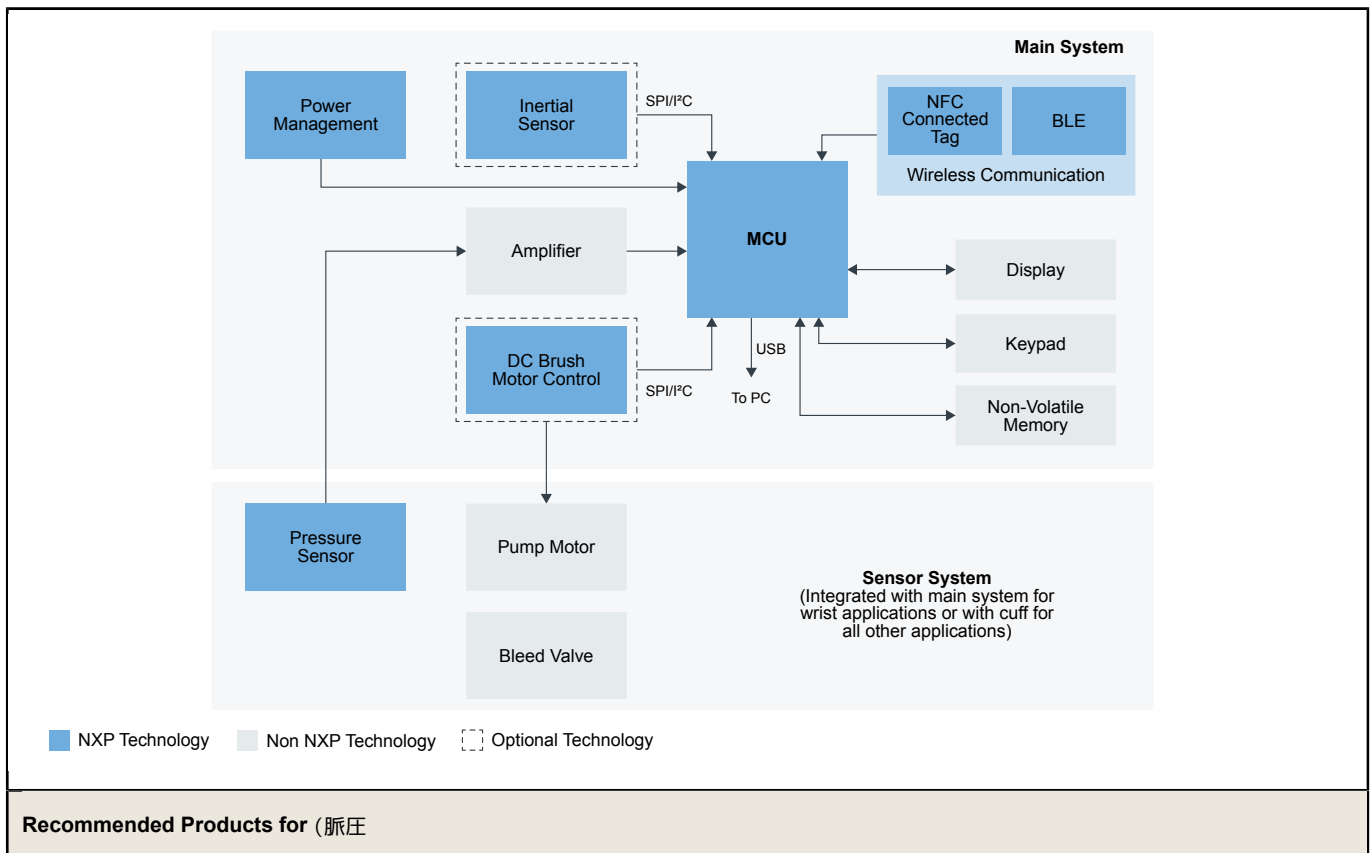 Main System
Power
Management
Inertial
Sensor
SPI/I²C
NFC
Connected
Tag
BLE
Wireless Communication
MCU
Amplifier
Display
DC Brush
Motor Control
SPI/I²C
USB
To PC
Keypad
Non-Volatile
Memory
Pressure
Sensor
Pump Motor
Bleed Valve
Sensor System
(Integrated with main system for
wrist applications or with cuff for
all other applications)
NXP Technology
Non NXP Technology
Optional Technology
Recommended Products for (脈圧